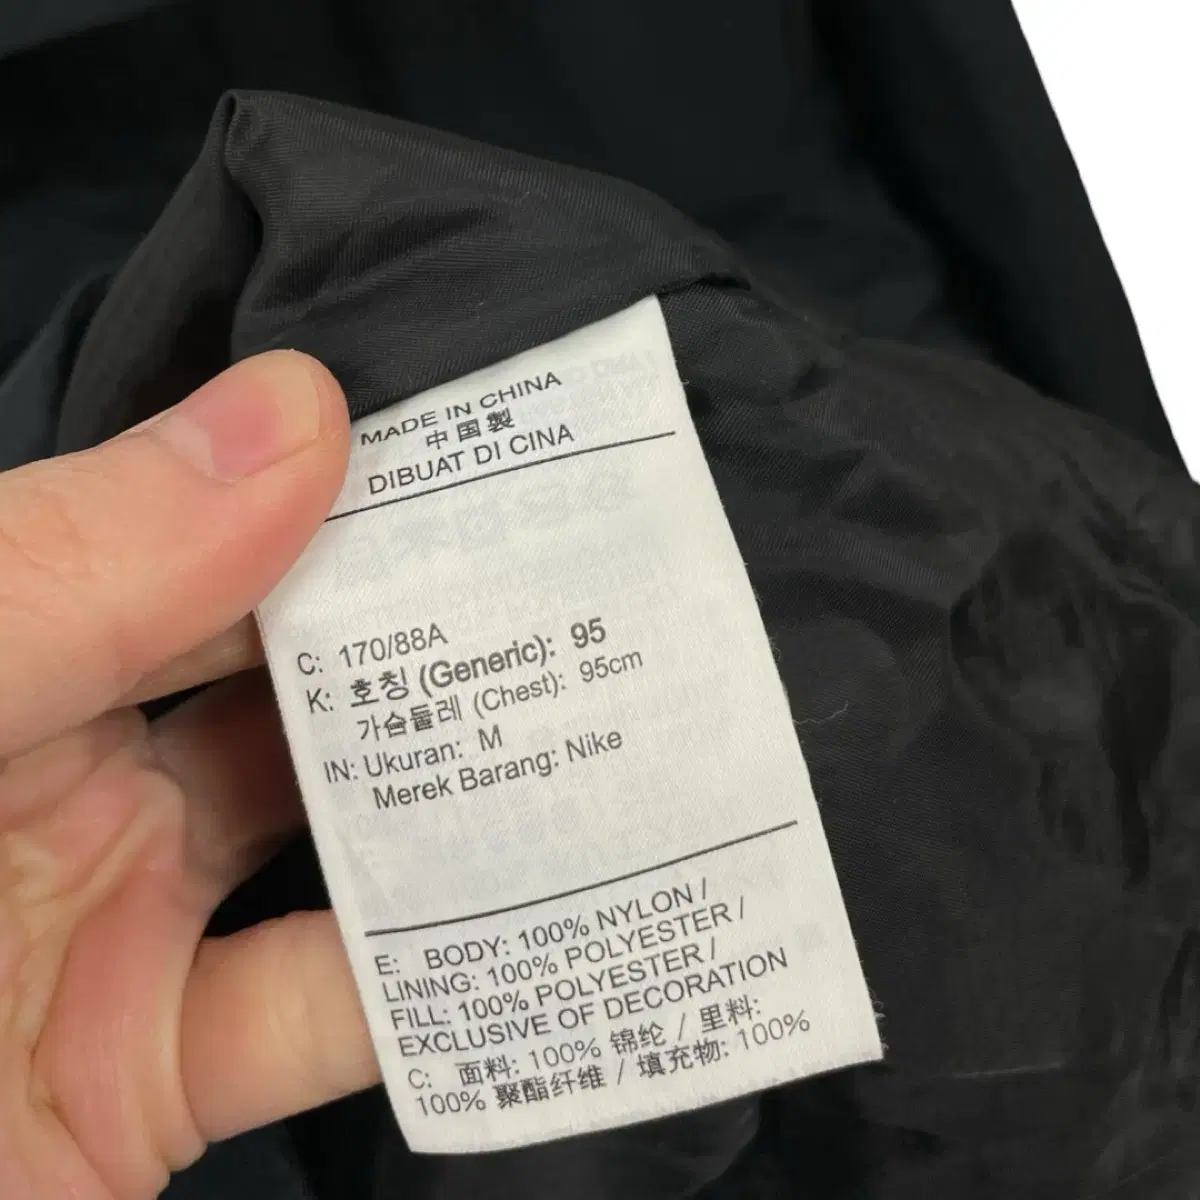 MADE IN CHINA
中国製
DIBUAT DI CINA
C: 170/88A
K: 호칭 (Generic): 95
가슴둘레 (Chest): 95cm
IN: Ukuran: M
Merek Barang: Nike
E: BODY: 100% NYLON /
LINING: 100% POLYESTER /
FILL: 100% POLYESTER /
EXCLUSIVE OF DECORATION
C: 面料: 100% 锦纶 / 里料:
100% 聚酯纤维 / 填充物: 100%